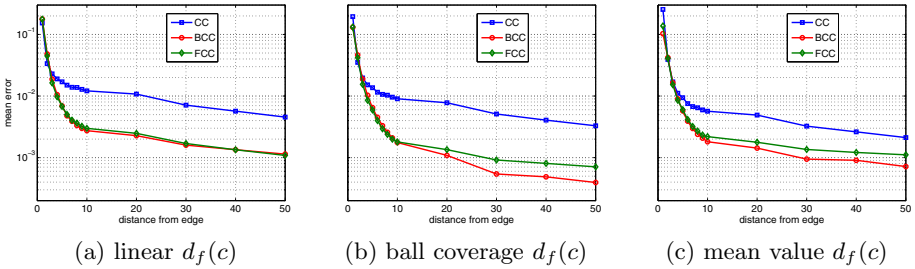 CC
BCC
FCC
10^-1
10^-2
10^-3
mean error
0 10 20 30 40 50
distance from edge
(a) linear d_f(c)
CC
BCC
FCC
0 10 20 30 40 50
distance from edge
(b) ball coverage d_f(c)
CC
BCC
FCC
0 10 20 30 40 50
distance from edge
(c) mean value d_f(c)